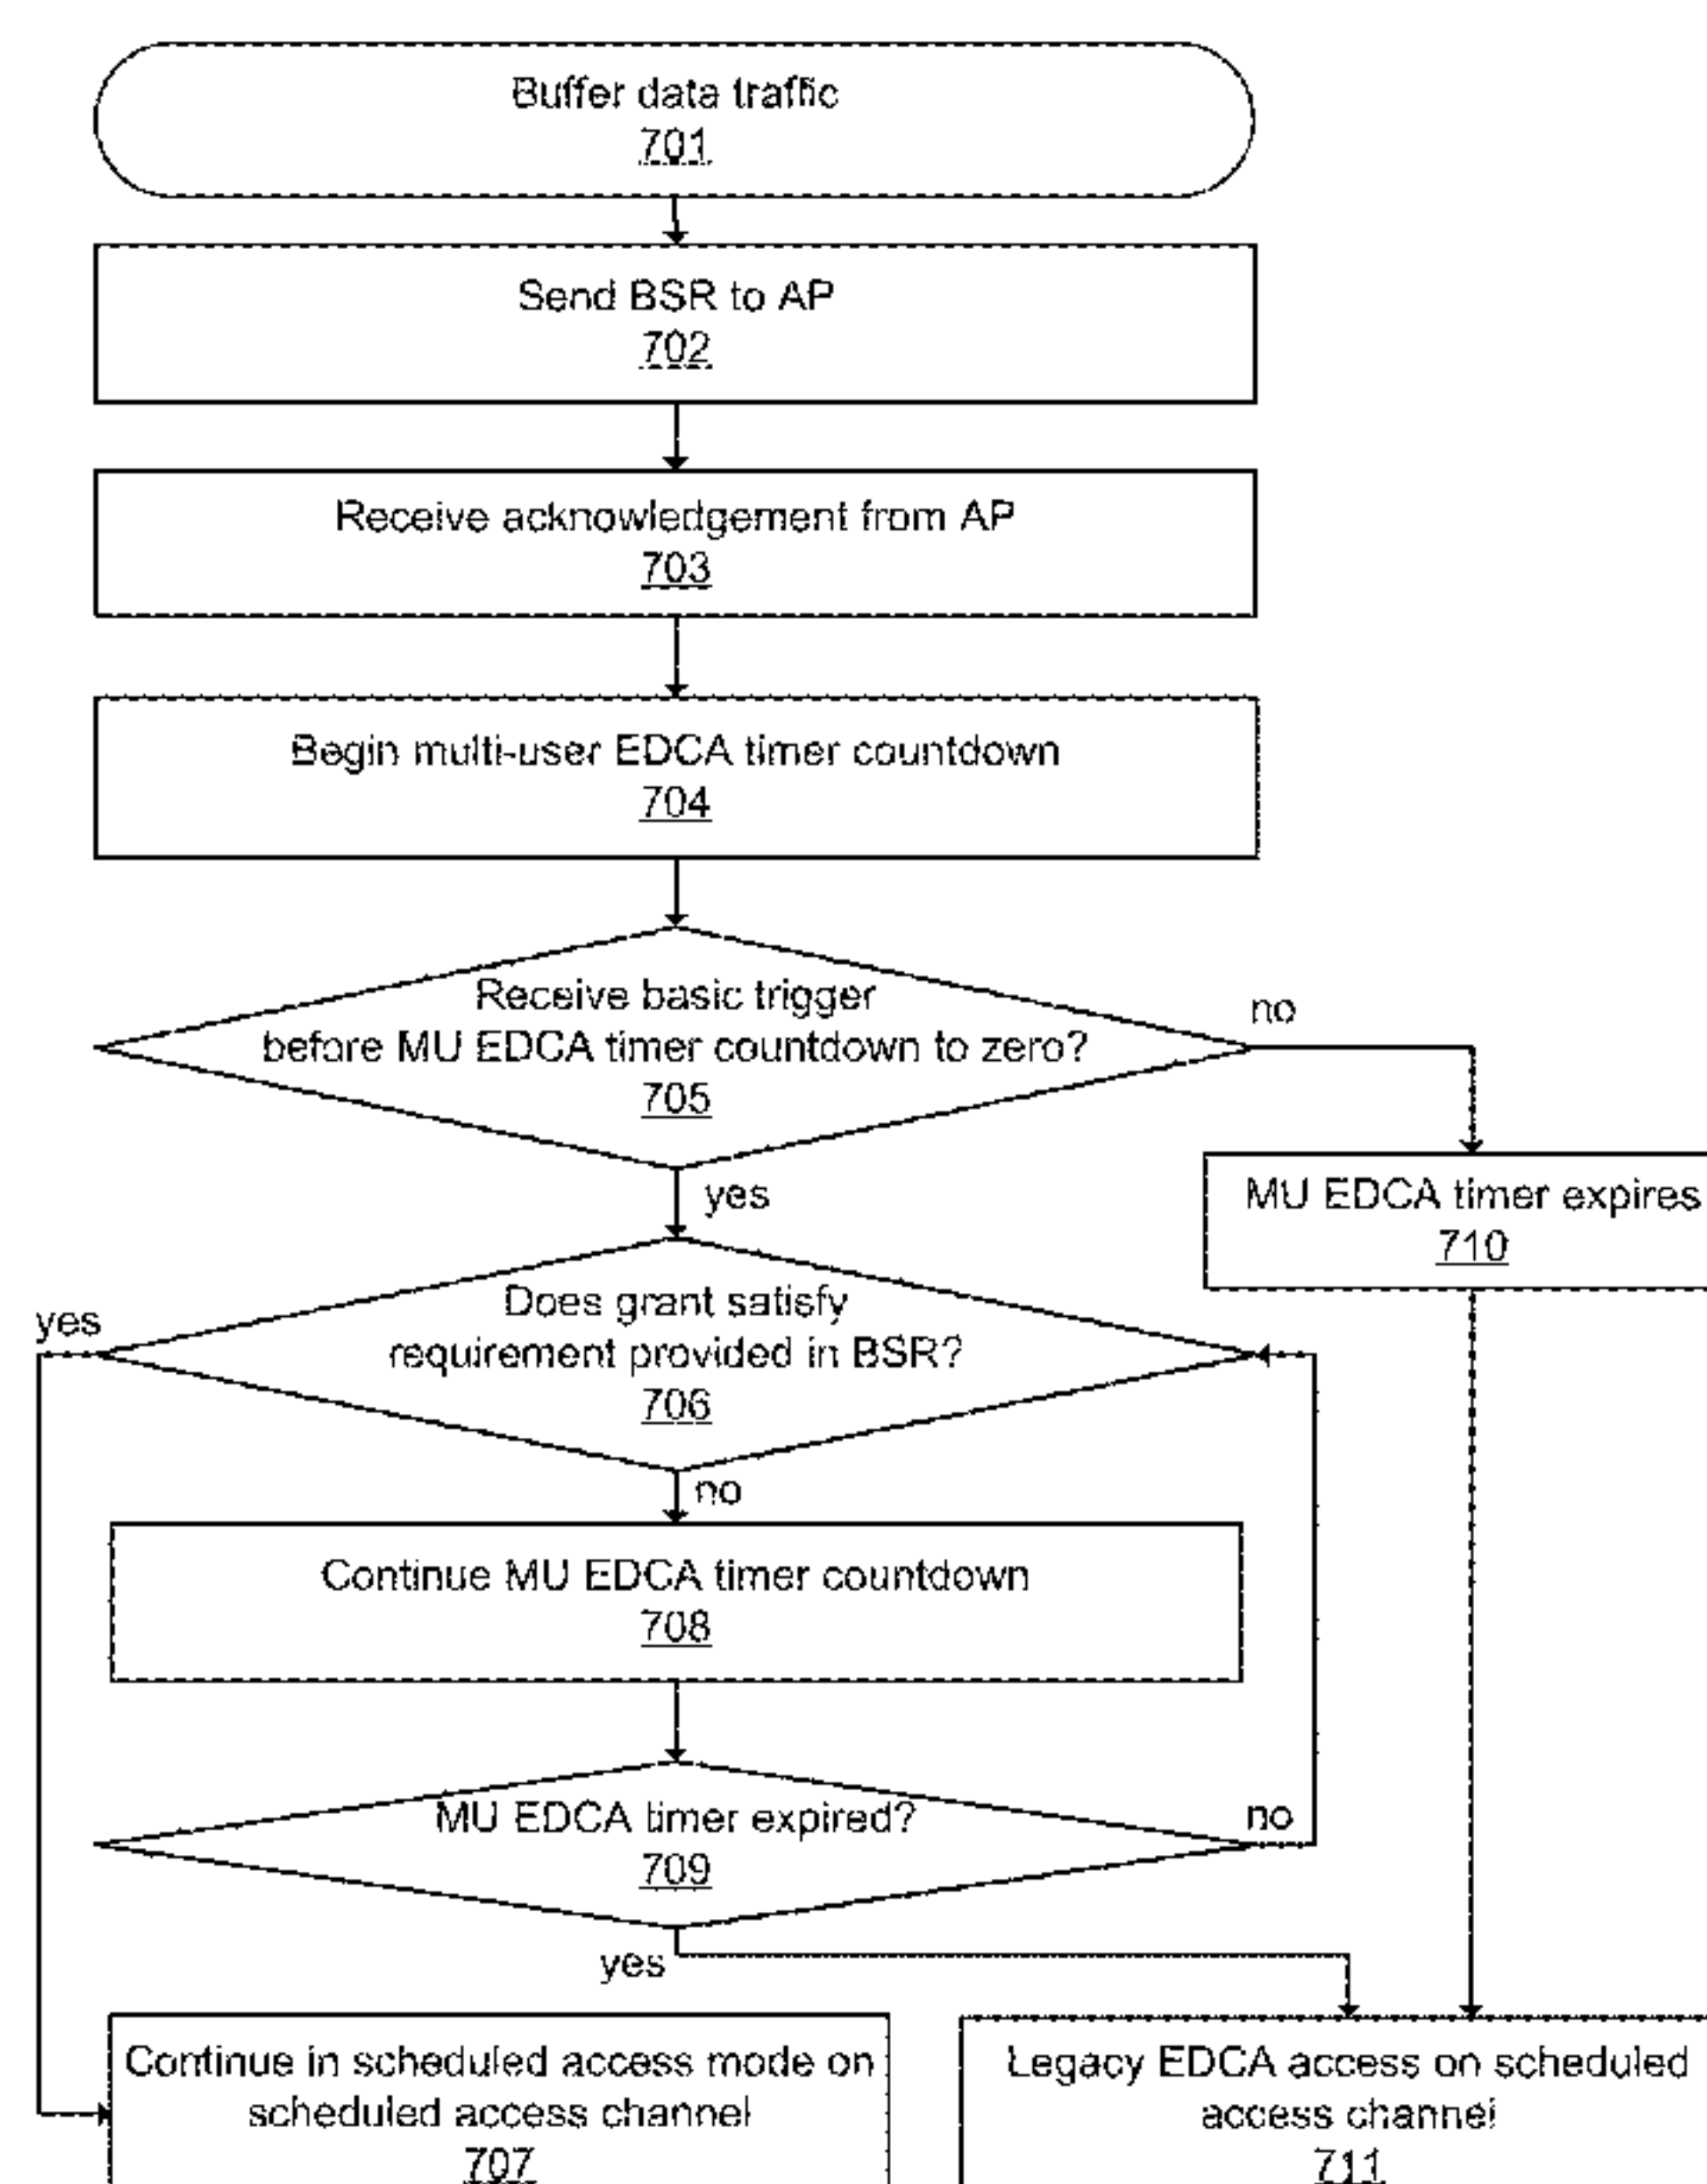 Buffer data traffic
701
Send BSR to AP
702
Receive acknowledgement from AP
703
Begin multi-user EDCA timer countdown
704
Receive basic trigger
before MU EDCA timer countdown to zero?
705
no
yes
MU EDCA timer expires
710
Does grant satisfy
requirement provided in BSR?
706
yes
no
Continue MU EDCA timer countdown
708
MU EDCA timer expired?
709
no
yes
Continue in scheduled access mode on
scheduled access channel
707
Legacy EDCA access on scheduled
access channel
711